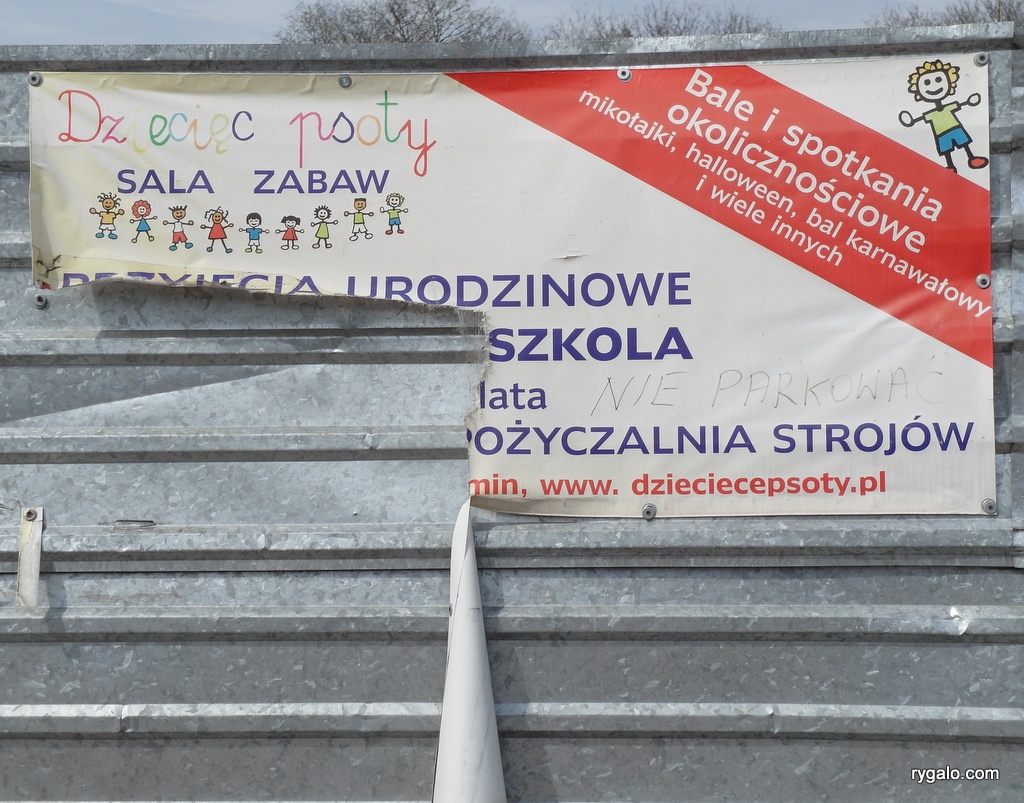 Dziecięc psoty
SALA ZABAW
Bale i spotkania
okolicznościowe
mikołajki, halloween, bal karnawałowy
i wiele innych
PRZYJĘCIA URODZINOWE
SZKOLA
lata
NIE PARKOWAĆ
POŻYCZALNIA STROJÓW
min, www. dzieciecepsoty.pl
rygalo.com